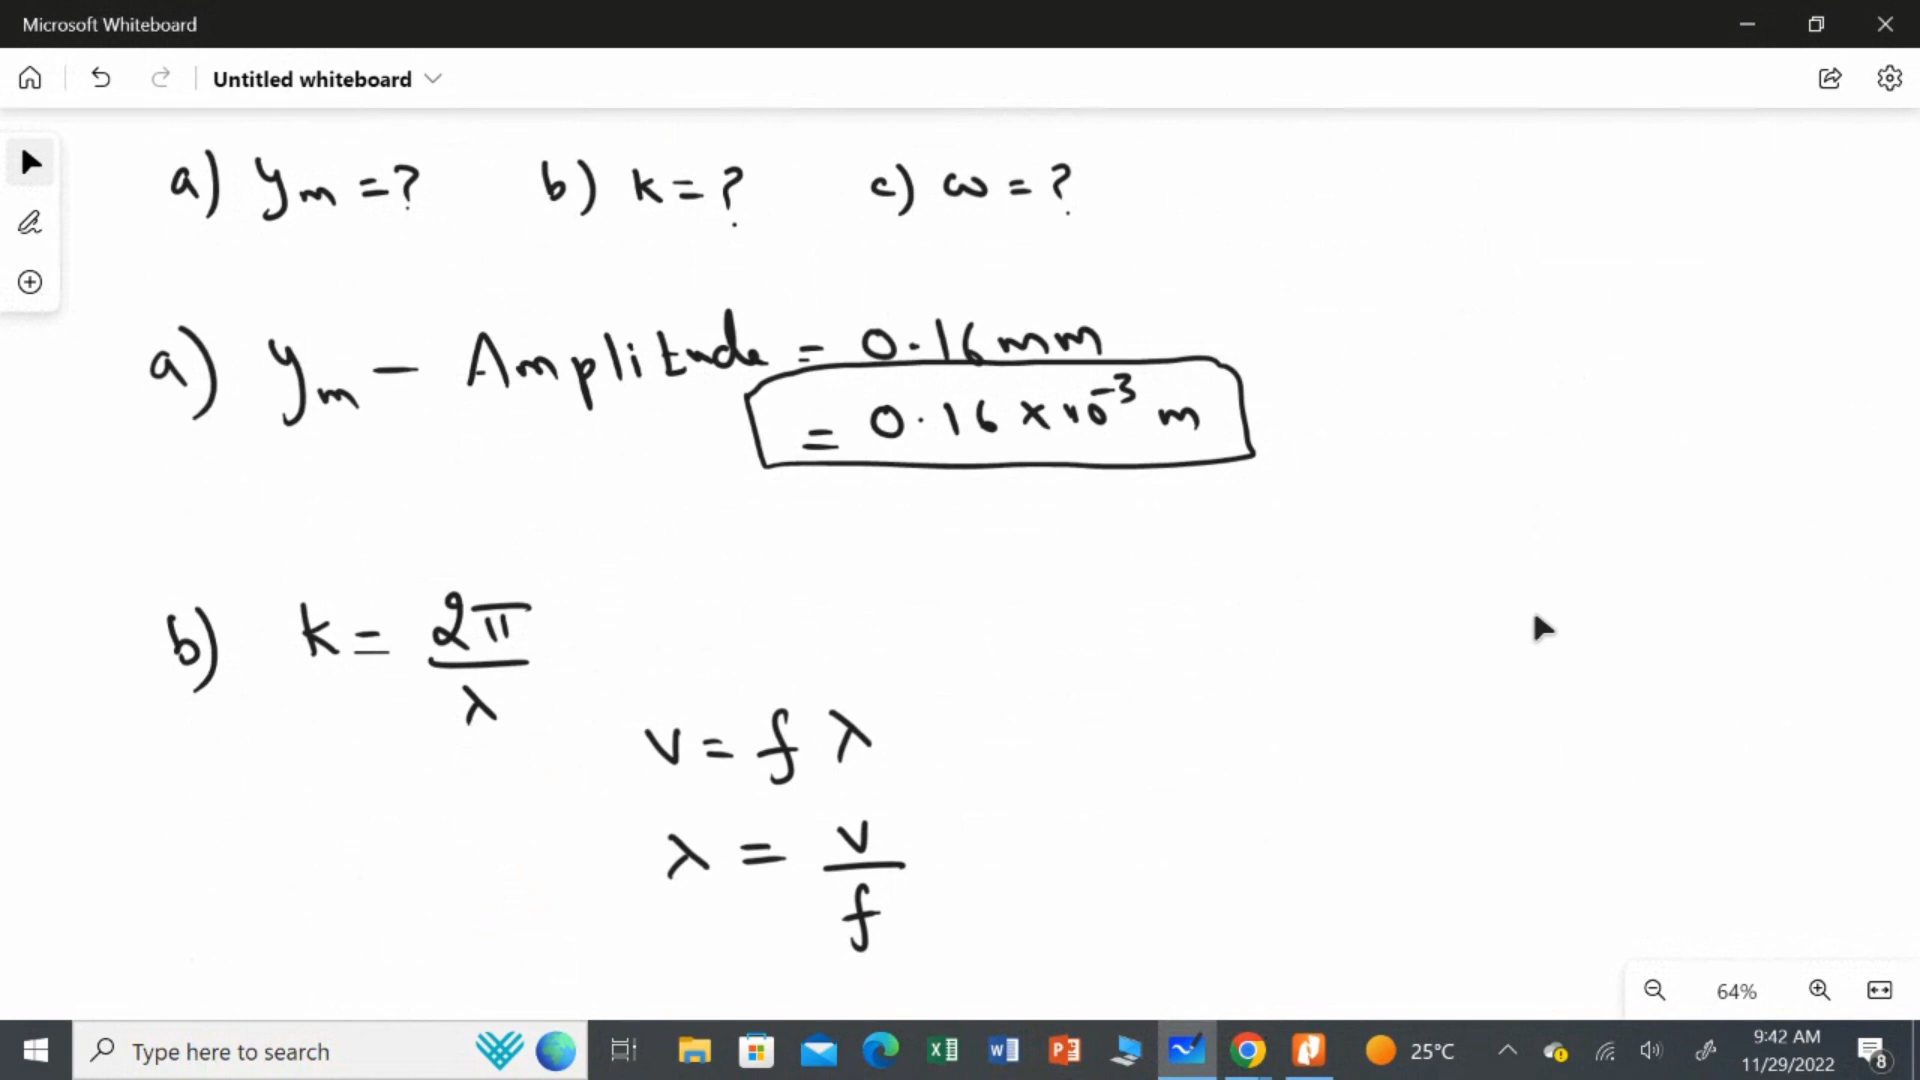 Microsoft Whiteboard
Untitled whiteboard
a) yₘ = ? b) k = ? c) ω = ?
a) yₘ – Amplitude = 0.16 mm
= 0.16 × 10⁻³ m
b) k = 2π
λ
v = f λ
λ = v
f
64%
Type here to search
25°C
9:42 AM
11/29/2022
8